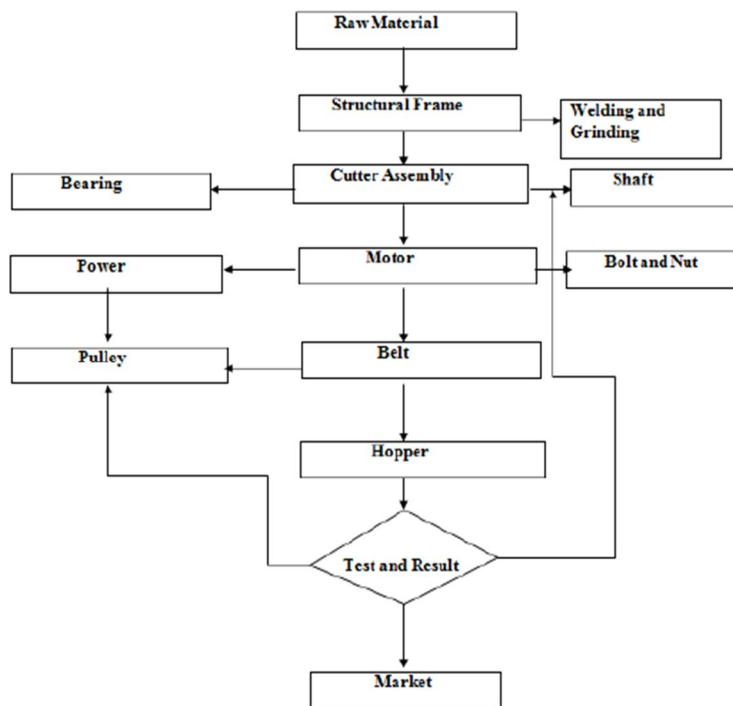 Raw Material
Structural Frame
Welding and
Grinding
Bearing
Cutter Assembly
Shaft
Power
Motor
Bolt and Nut
Pulley
Belt
Hopper
Test and Result
Market